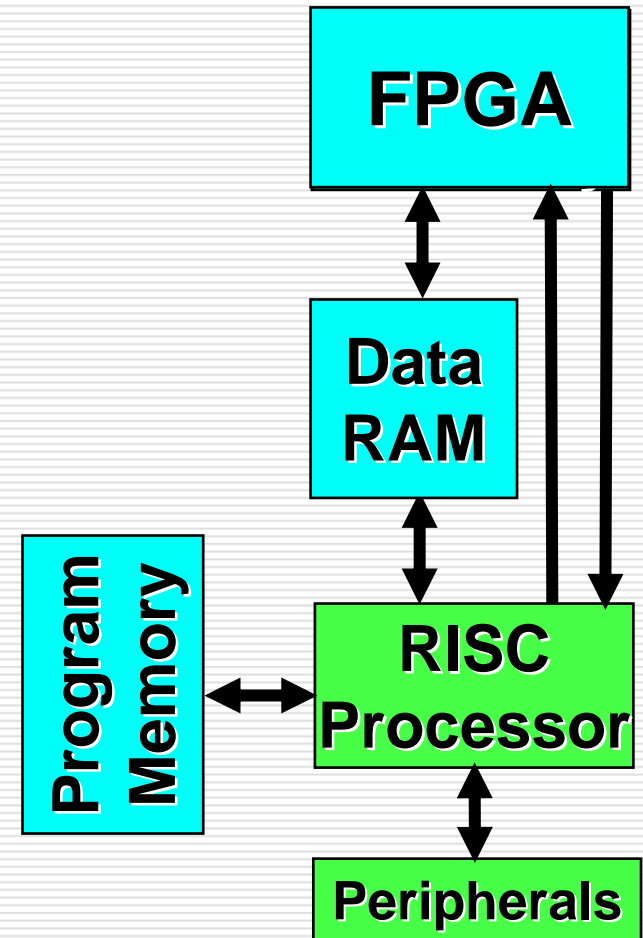 FPGA
Data
RAM
Program
Memory
RISC
Processor
Peripherals